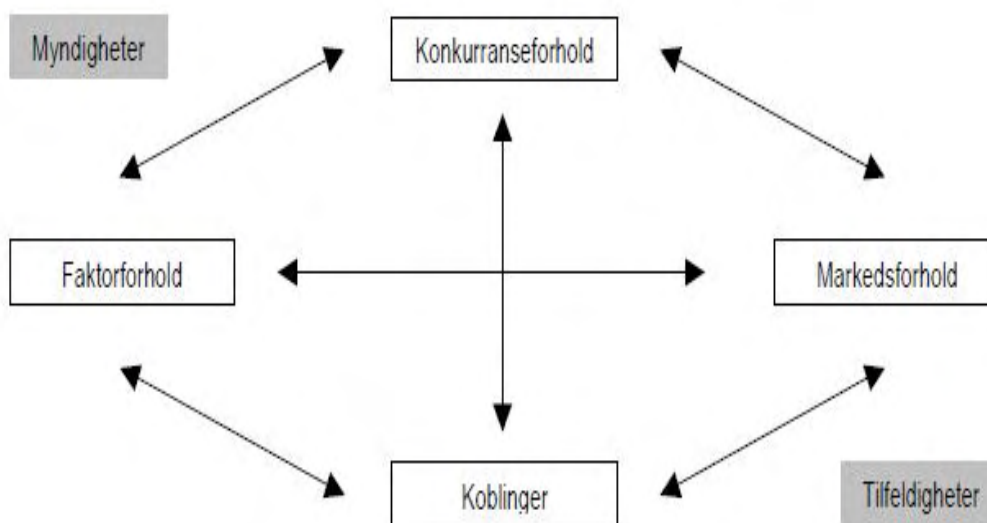 Myndigheter
Konkurranseforhold
Faktorforhold
Markedsforhold
Koblinger
Tilfeldigheter